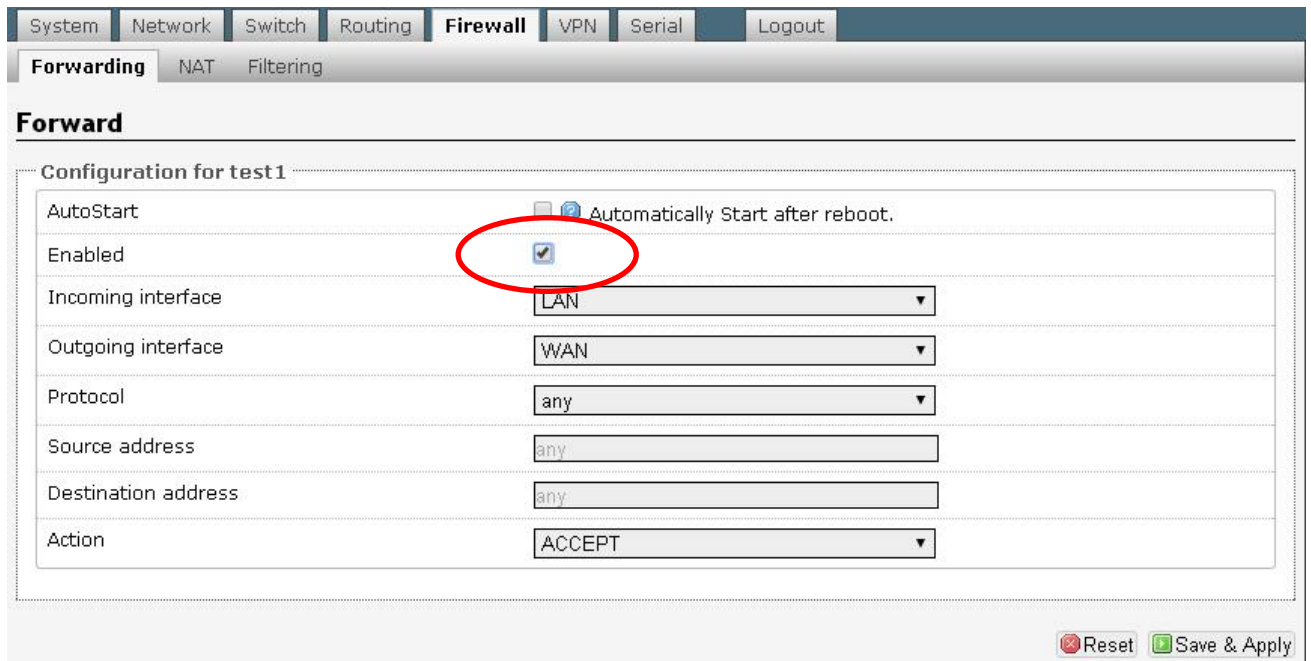 System Network Switch Routing Firewall VPN Serial Logout
Forwarding NAT Filtering
Forward
Configuration for test1
AutoStart Automatically Start after reboot.
Enabled
Incoming interface LAN
Outgoing interface WAN
Protocol any
Source address any
Destination address any
Action ACCEPT
Reset Save & Apply